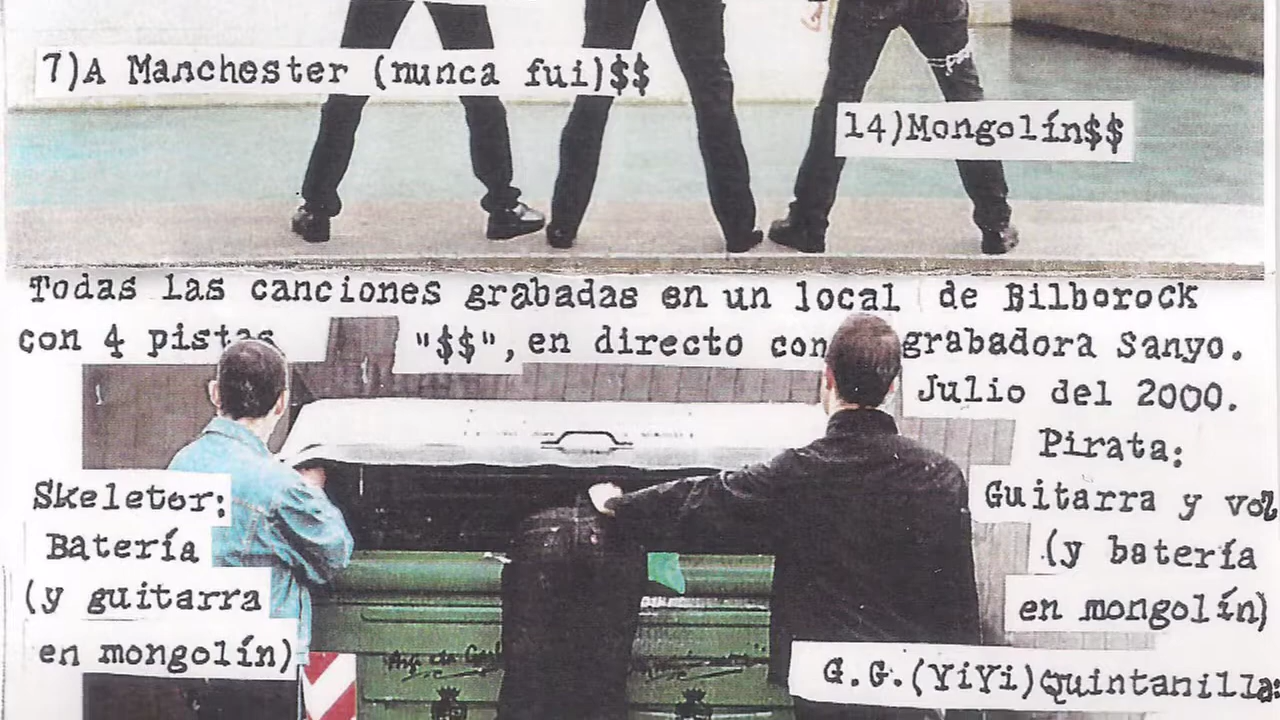 7)A Manchester (nunca fui)$$
14)Mongolín$$
Todas las canciones grabadas en un local de Bilborock
con 4 pistas "$$", en directo con grabadora Sanyo.
Julio del 2000.
Skeletor:
Batería
(y guitarra
en mongolín)
Pirata:
Guitarra y voz
(y batería
en mongolín)
G.G.(YiYi)Quintanilla: